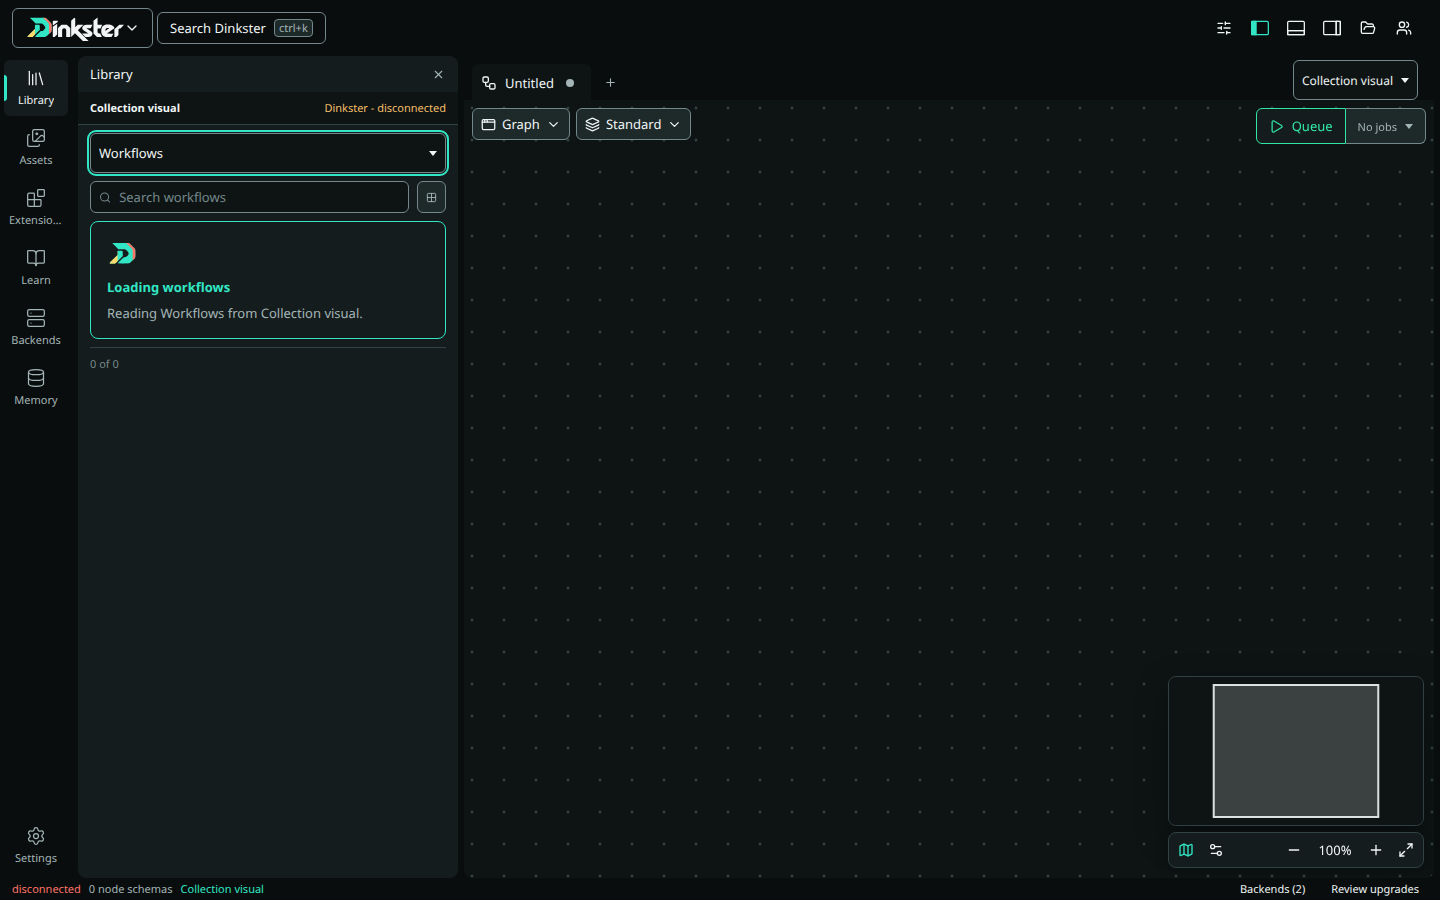 Dinkster
Search Dinkster ctrl+k
Library
Assets
Extensio...
Learn
Backends
Memory
Settings
Library
Collection visual
Dinkster - disconnected
Workflows
Search workflows
Loading workflows
Reading Workflows from Collection visual.
0 of 0
Untitled
Collection visual
Graph
Standard
Queue
No jobs
100%
disconnected 0 node schemas Collection visual
Backends (2) Review upgrades